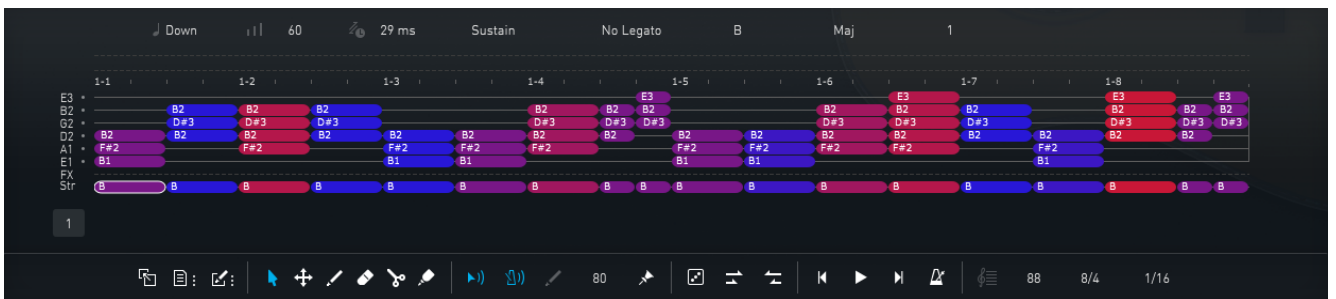 Down 60 29 ms Sustain No Legato B Maj 1
1-1 1-2 1-3 1-4 1-5 1-6 1-7 1-8
E3 E3 E3 E3 E3
B2 B2 B2 B2 B2 B2 B2 B2 B2 B2 B2 B2 B2
G2 D#3 D#3 D#3 D#3 D#3 D#3 D#3 D#3 D#3 D#3 D#3 D#3
D2 B2 B2 B2 B2 B2 B2 B2 B2 B2 B2 B2 B2 B2 B2 B2 B2
A1 F#2 F#2 F#2 F#2 F#2 F#2 F#2 F#2 F#2 F#2
E1 B1 B1 B1 B1 B1 B1
FX
Str B B B B B B B B B B B B B B B B B B
1
80 88 8/4 1/16